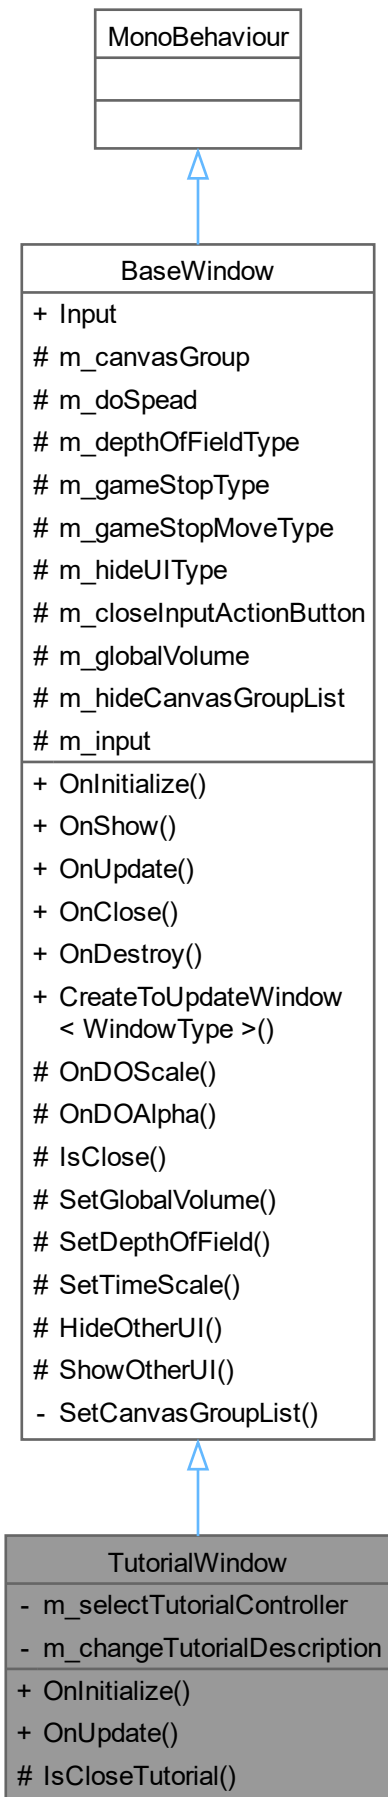 MonoBehaviour
BaseWindow
+ Input
# m_canvasGroup
# m_doSpead
# m_depthOfFieldType
# m_gameStopType
# m_gameStopMoveType
# m_hideUIType
# m_closeInputActionButton
# m_globalVolume
# m_hideCanvasGroupList
# m_input
+ OnInitialize()
+ OnShow()
+ OnUpdate()
+ OnClose()
+ OnDestroy()
+ CreateToUpdateWindow
< WindowType >()
# OnDOScale()
# OnDOAlpha()
# IsClose()
# SetGlobalVolume()
# SetDepthOfField()
# SetTimeScale()
# HideOtherUI()
# ShowOtherUI()
- SetCanvasGroupList()
TutorialWindow
- m_selectTutorialController
- m_changeTutorialDescription
+ OnInitialize()
+ OnUpdate()
# IsCloseTutorial()